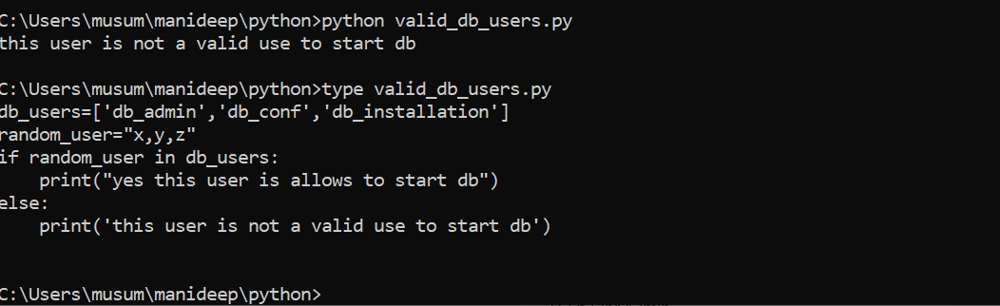 C:\Users\musum\manideep\python>python valid_db_users.py
this user is not a valid use to start db
C:\Users\musum\manideep\python>type valid_db_users.py
db_users=['db_admin','db_conf','db_installation']
random_user="x,y,z"
if random_user in db_users:
    print("yes this user is allows to start db")
else:
    print('this user is not a valid use to start db')
C:\Users\musum\manideep\python>